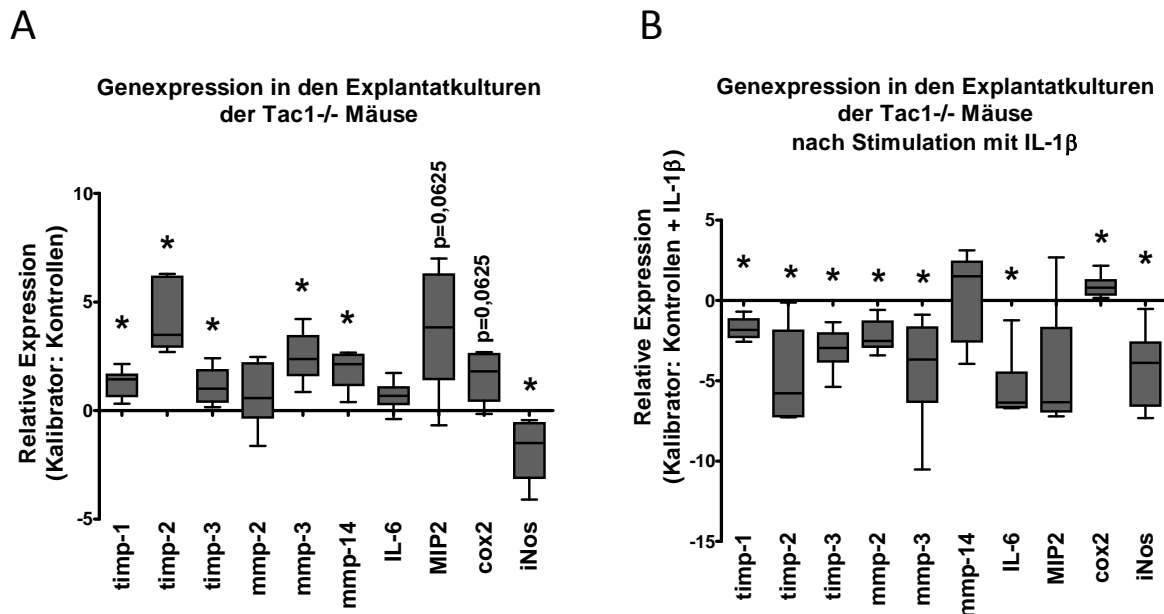 A
Genexpression in den Explantatkulturen
der Tac1-/- Mäuse
Relative Expression
(Kalibrator: Kontrollen)
10
5
0
-5
*
*
*
*
*
p=0,0625
p=0,0625
*
timp-1
timp-2
timp-3
mmp-2
mmp-3
mmp-14
IL-6
MIP2
cox2
iNos
B
Genexpression in den Explantatkulturen
der Tac1-/- Mäuse
nach Stimulation mit IL-1β
Relative Expression
(Kalibrator: Kontrollen + IL-1β)
5
0
-5
-10
-15
*
*
*
*
*
*
*
*
timp-1
timp-2
timp-3
mmp-2
mmp-3
mmp-14
IL-6
MIP2
cox2
iNos